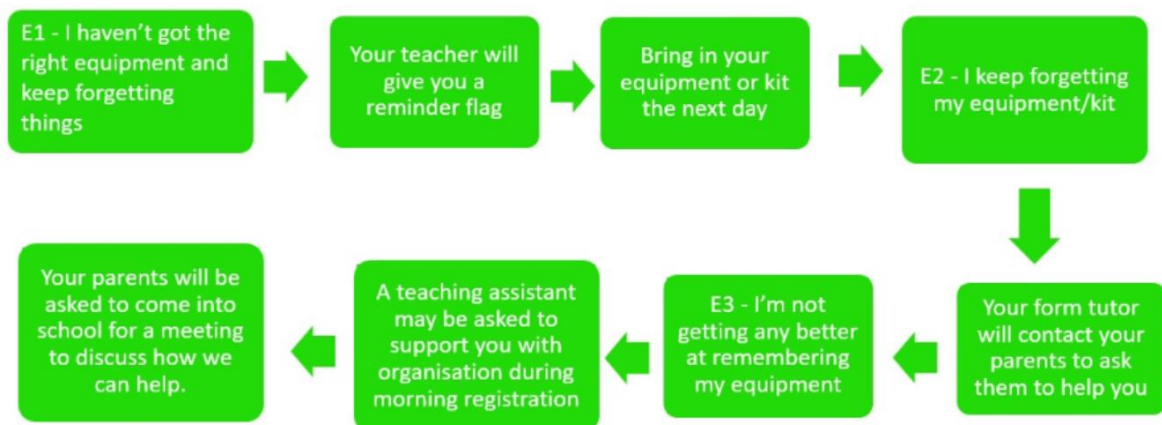 E1 - I haven’t got the
right equipment and
keep forgetting
things
Your teacher will
give you a
reminder flag
Bring in your
equipment or kit
the next day
E2 - I keep forgetting
my equipment/kit
Your form tutor
will contact your
parents to ask
them to help you
E3 - I’m not
getting any better
at remembering
my equipment
A teaching assistant
may be asked to
support you with
organisation during
morning registration
Your parents will be
asked to come into
school for a meeting
to discuss how we
can help.